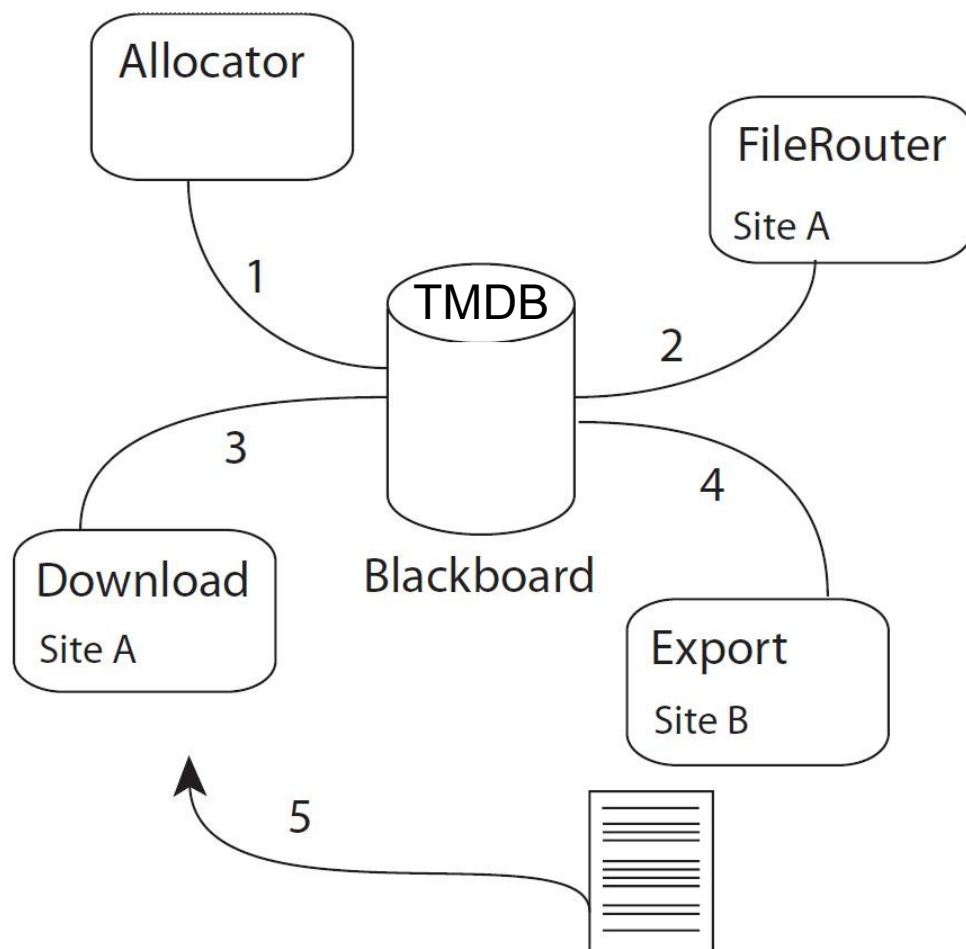 Allocator
FileRouter
Site A
1
TMDB
2
3
4
Download
Site A
Blackboard
Export
Site B
5